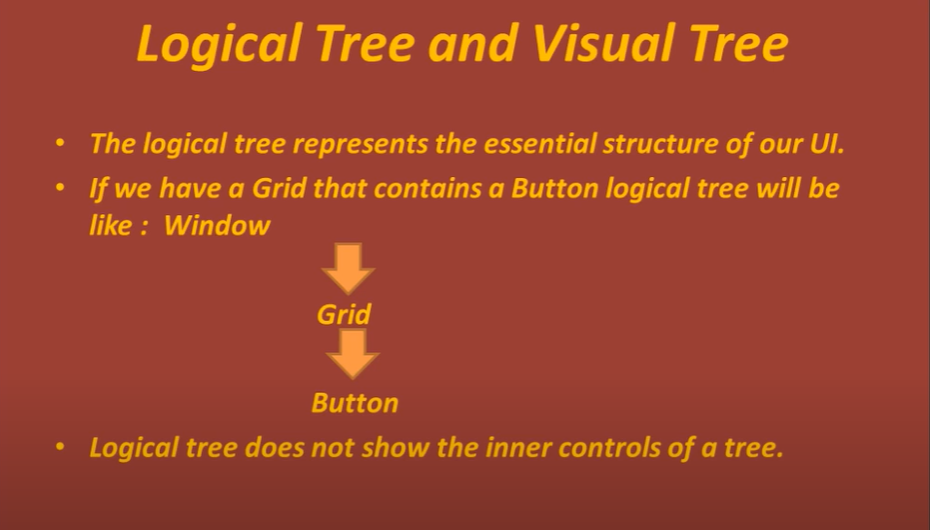 Logical Tree and Visual Tree
• The logical tree represents the essential structure of our UI.
• If we have a Grid that contains a Button logical tree will be
like : Window
Grid
Button
• Logical tree does not show the inner controls of a tree.